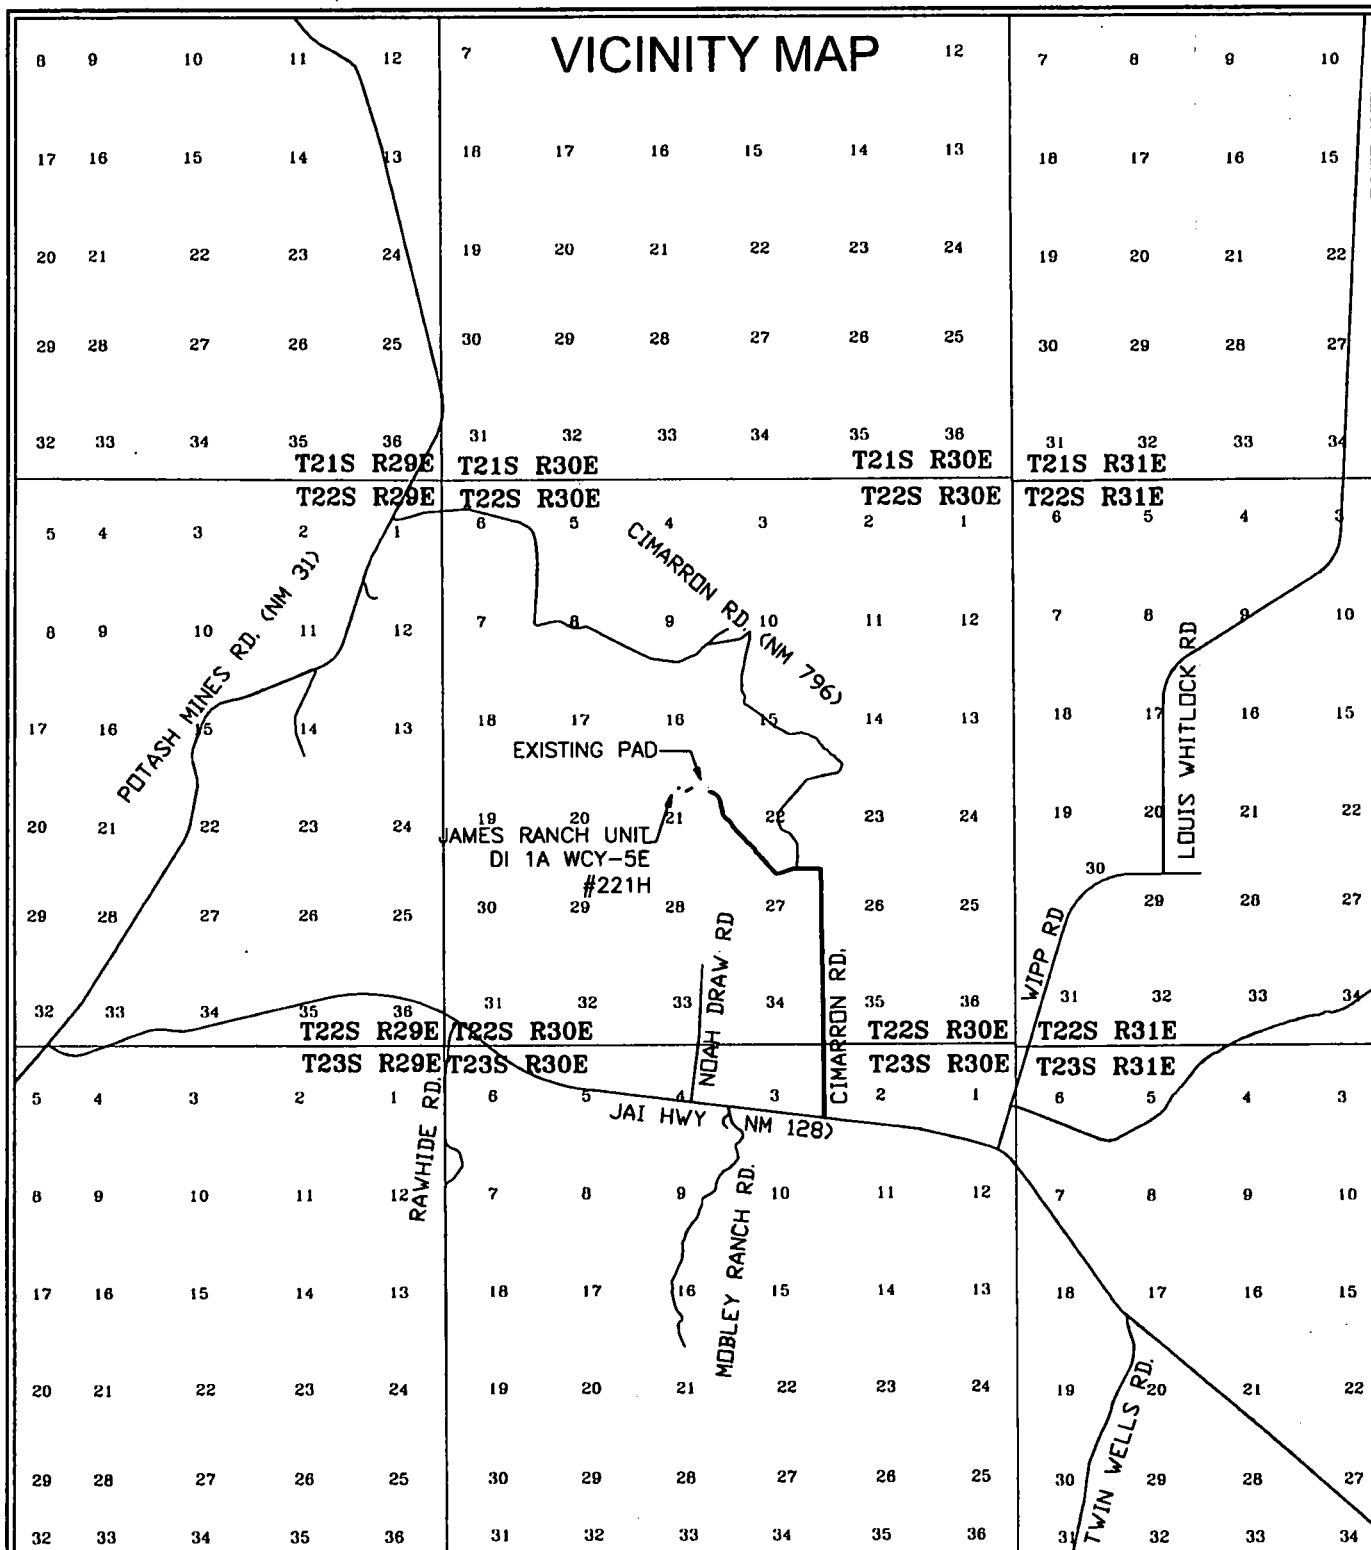 VICINITY MAP
8 9 10 11 12 7 12 7 8 9 10
17 16 15 14 13 18 17 16 15 14 13 18 17 16 15
20 21 22 23 24 19 20 21 22 23 24 19 20 21 22
29 28 27 26 25 30 29 28 27 26 25 30 29 28 27
32 33 34 35 36 31 32 33 34 35 36 31 32 33 34
T21S R29E T21S R30E T21S R30E T21S R31E
T22S R29E T22S R30E T22S R30E T22S R31E
5 4 3 2 1 6 5 4 3 2 1 6 5 4 3
CIMARRON RD. (NM 796)
POTASH MINES RD. (NM 31)
8 9 10 11 12 7 8 9 10 11 12 7 8 9 10
LOUIS WHITLOCK RD
17 16 15 14 13 18 17 16 15 14 13 18 17 16 15
EXISTING PAD
20 21 22 23 24 19 20 21 22 23 24 19 20 21 22
JAMES RANCH UNIT
DI 1A WCY-5E
#221H
29 28 27 26 25 30 29 28 27 26 25 30 29 28 27
NOAH DRAW RD
CIMARRON RD.
WIPP RD
32 33 34 35 36 31 32 33 34 35 36 31 32 33 34
T22S R29E T22S R30E T22S R30E T22S R31E
T23S R29E T23S R30E T23S R30E T23S R31E
5 4 3 2 1 6 5 4 3 2 1 6 5 4 3
JAI HWY ( NM 128)
RAWHIDE RD.
8 9 10 11 12 7 8 9 10 11 12 7 8 9 10
MOBLEY RANCH RD.
17 16 15 14 13 18 17 16 15 14 13 18 17 16 15
20 21 22 23 24 19 20 21 22 23 24 19 20 21 22
TWIN WELLS RD.
29 28 27 26 25 30 29 28 27 26 25 30 29 28 27
32 33 34 35 36 31 32 33 34 35 36 31 32 33 34